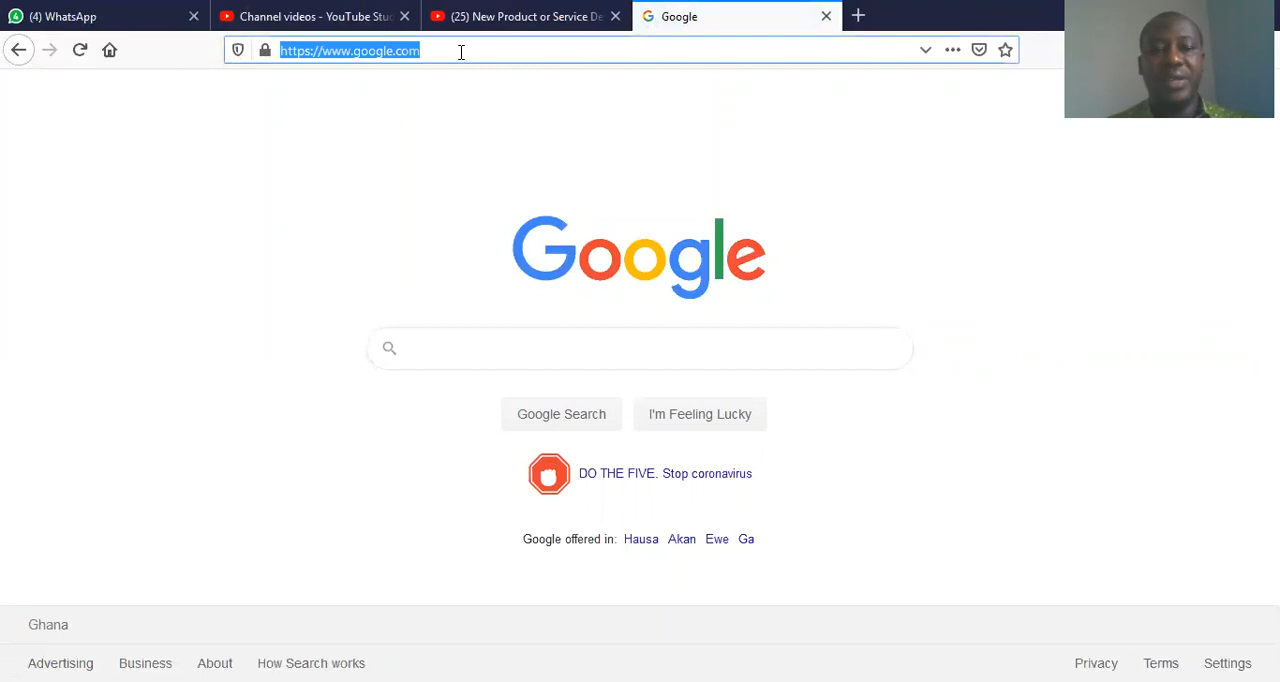 (4) WhatsApp
Channel videos - YouTube Stu
(25) New Product or Service De
Google
https://www.google.com
Google
Google Search
I'm Feeling Lucky
DO THE FIVE. Stop coronavirus
Google offered in: Hausa Akan Ewe Ga
Ghana
Advertising Business About How Search works
Privacy Terms Settings